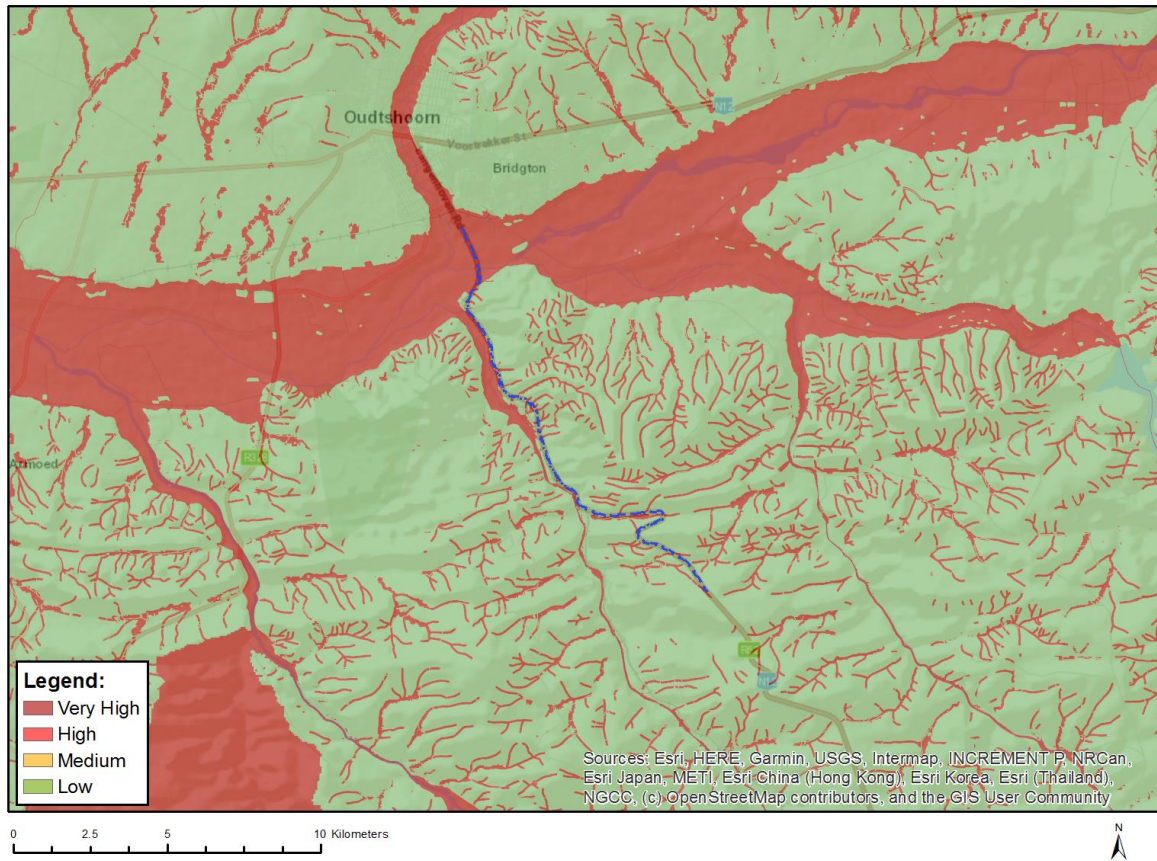 Oudtshoorn
N12
Voortrekker St
Bridgton
Armoed
Legend:
Very High
High
Medium
Low
Sources: Esri, HERE, Garmin, USGS, Intermap, INCREMENT P, NRCan,
Esri Japan, METI, Esri China (Hong Kong), Esri Korea, Esri (Thailand),
NGCC, (c) OpenStreetMap contributors, and the GIS User Community
0 2.5 5 10 Kilometers
N